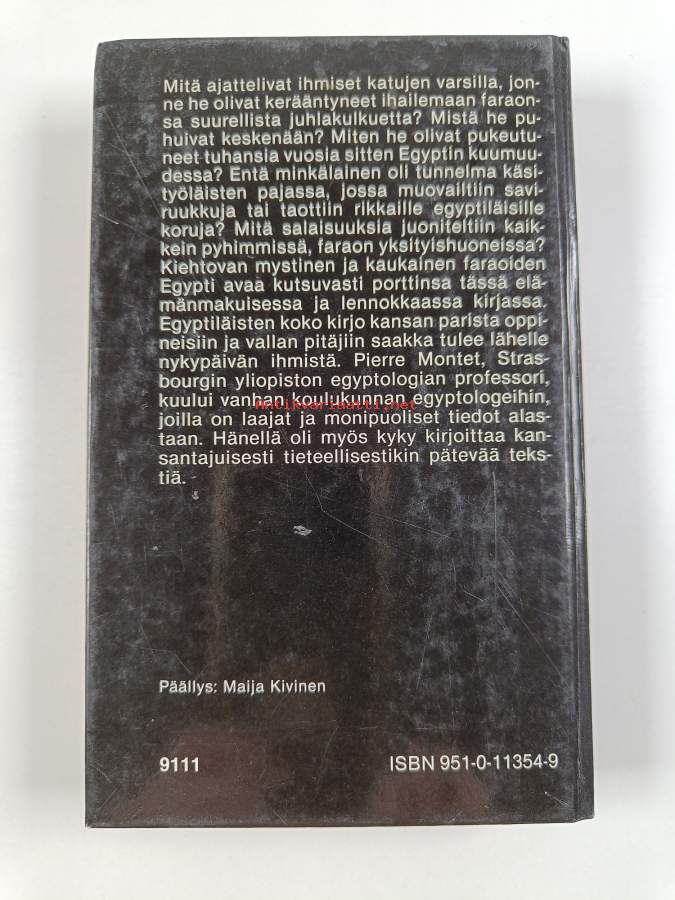 Mitä ajattelivat ihmiset katujen varsilla, jon-
ne he olivat kerääntyneet ihailemaan faraon-
sa suurellista juhlakulkuetta? Mistä he pu-
huivat keskenään? Miten he olivat pukeutu-
neet tuhansia vuosia sitten Egyptin kuumuu-
dessa? Entä minkälainen oli tunnelma käsi-
työläisten pajassa, jossa muovailtiin savi-
ruukkuja tai taottiin rikkaille egyptiläisille
koruja? Mitä salaisuuksia juoniteltiin kaik-
kein pyhimmissä, faraon yksityishuoneissa?
Kiehtovan mystinen ja kaukainen faraoiden
Egypti avaa kutsuvasti porttinsa tässä elä-
mänmakuisessa ja lennokkaassa kirjassa.
Egyptiläisten koko kirjo kansan parista oppi-
neisiin ja vallan pitäjiin saakka tulee lähelle
nykypäivän ihmistä. Pierre Montet, Stras-
bourgin yliopiston egyptologian professori,
kuului vanhan koulukunnan egyptologeihin,
Antikvariaatti.net
joilla on laajat ja monipuoliset tiedot alas-
taan. Hänellä oli myös kyky kirjoittaa kan-
santajuisesti tieteellisestikin pätevää teks-
tiä.
Päällys: Maija Kivinen
9111 ISBN 951-0-11354-9